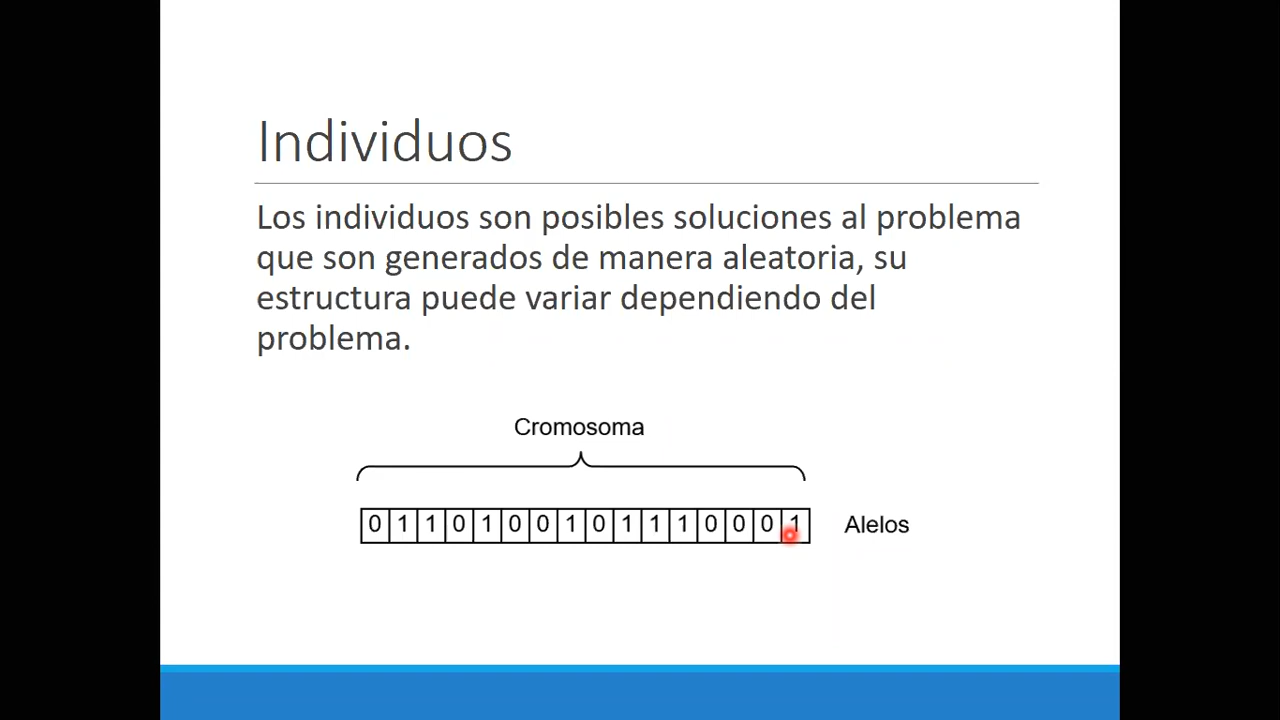 Individuos
Los individuos son posibles soluciones al problema
que son generados de manera aleatoria, su
estructura puede variar dependiendo del
problema.
Cromosoma
0 1 1 0 1 0 0 1 0 1 1 1 0 0 0 1 Alelos